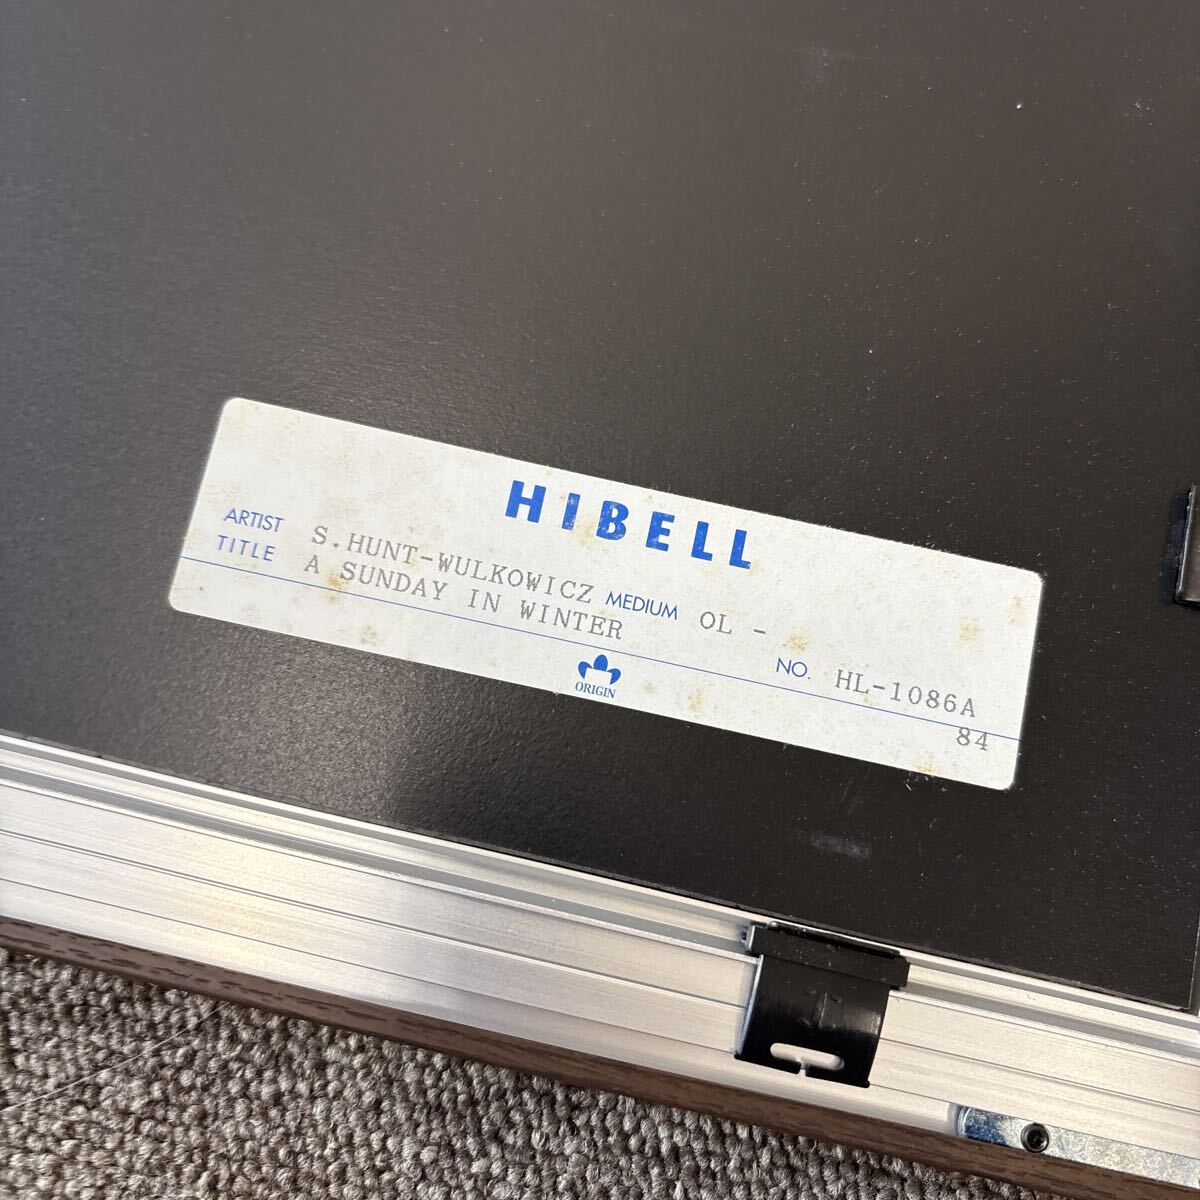 HIBELL
ARTIST S.HUNT-WULKOWICZ MEDIUM OL -
TITLE A SUNDAY IN WINTER NO. HL-1086A
84
ORIGIN